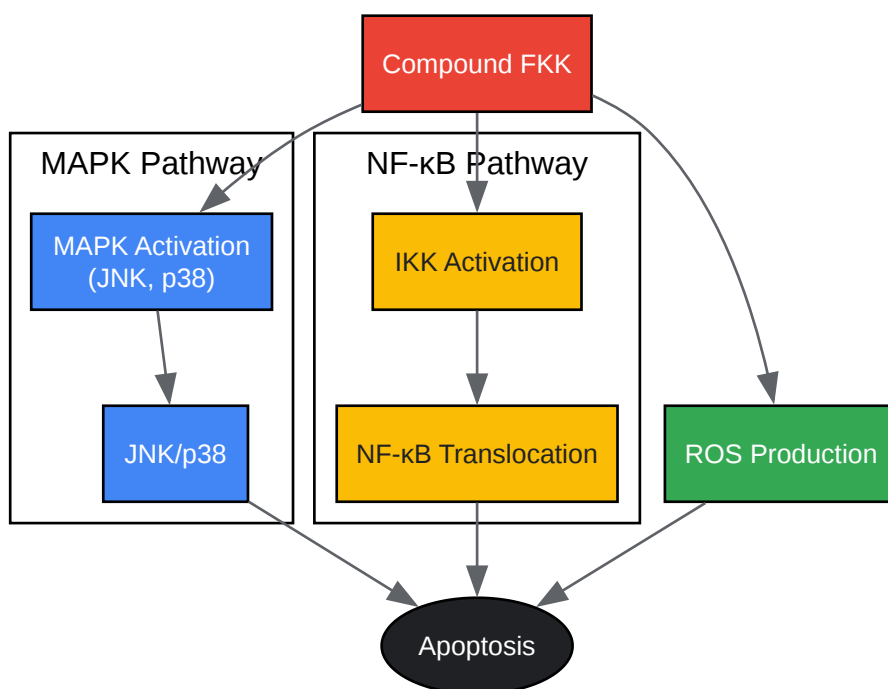 Compound FKK
MAPK Pathway
NF-κB Pathway
MAPK Activation
(JNK, p38)
IKK Activation
JNK/p38
NF-κB Translocation
ROS Production
Apoptosis